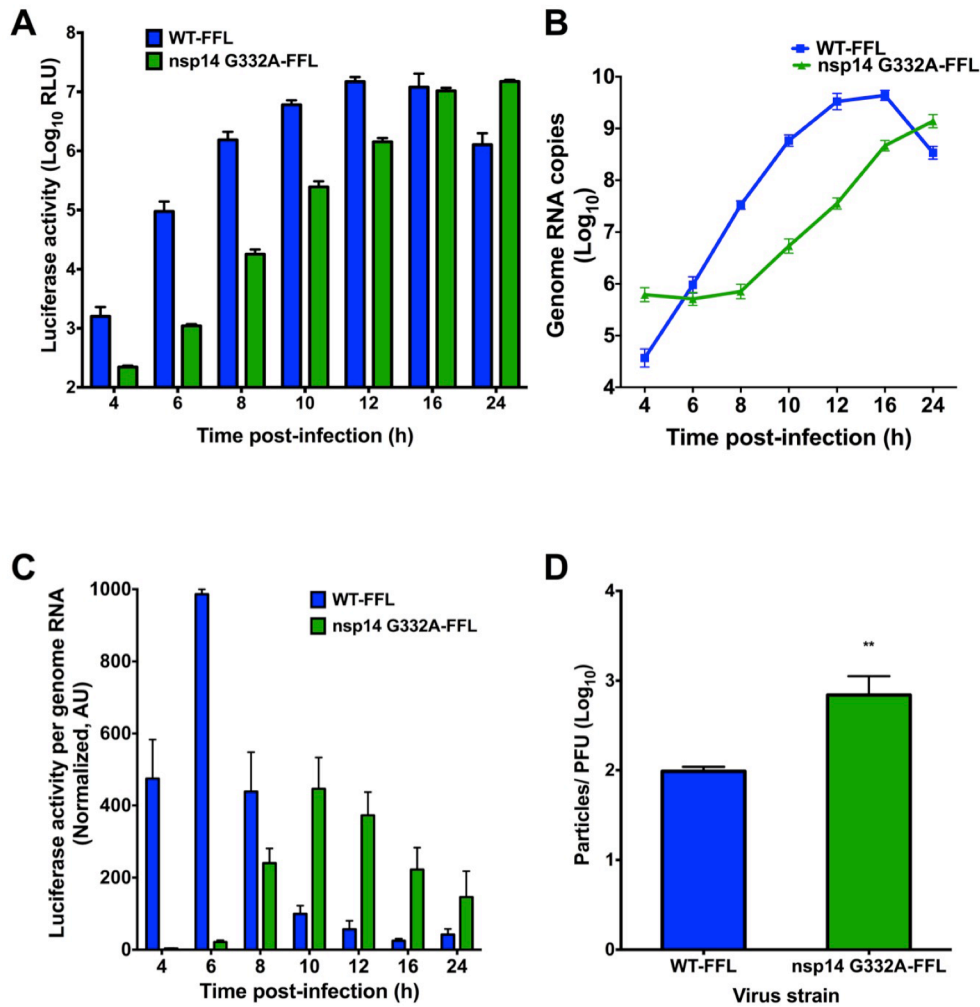 A
WT-FFL
nsp14 G332A-FFL
Luciferase activity (Log10 RLU)
7
6
5
4
3
2
4 6 8 10 12 16 24
Time post-infection (h)
B
WT-FFL
nsp14 G332A-FFL
Genome RNA copies
(Log10)
10
9
8
7
6
5
4
4 6 8 10 12 16 24
Time post-infection (h)
C
WT-FFL
nsp14 G332A-FFL
Luciferase activity per genome RNA
(Normalized, AU)
1000
800
600
400
200
0
4 6 8 10 12 16 24
Time post-infection (h)
D
Particles/ PFU (Log10)
4
3
2
1
0
**
WT-FFL nsp14 G332A-FFL
Virus strain